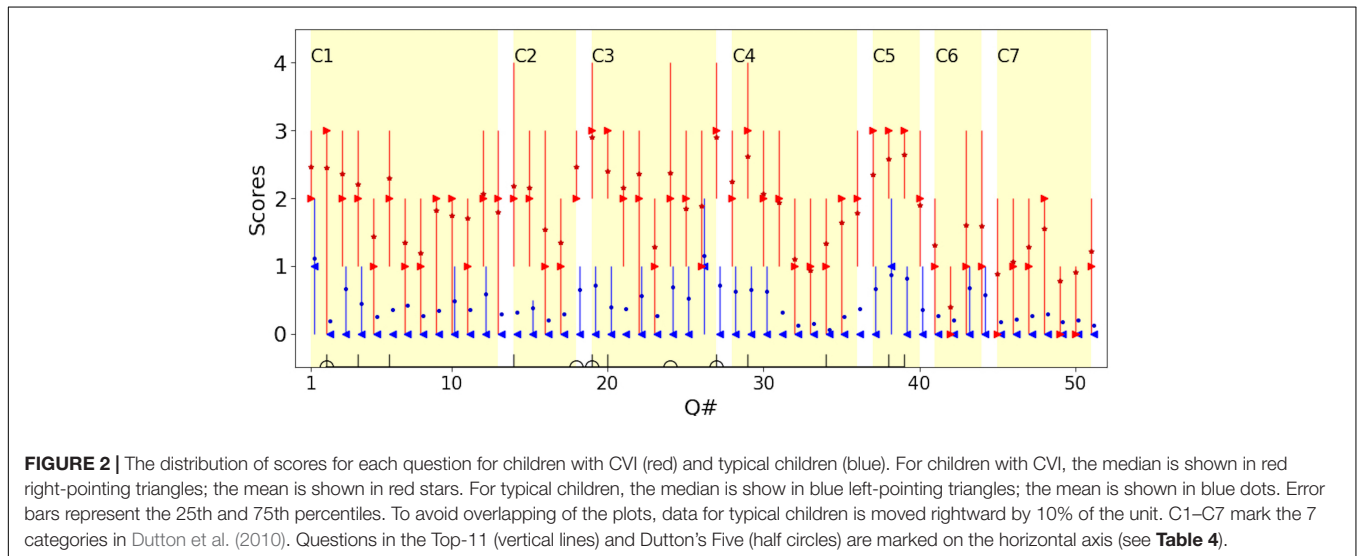 C1 C2 C3 C4 C5 C6 C7
4
3
2
1
0
Scores
1 10 20 30 40 50
Q#
FIGURE 2 | The distribution of scores for each question for children with CVI (red) and typical children (blue). For children with CVI, the median is shown in red
right-pointing triangles; the mean is shown in red stars. For typical children, the median is show in blue left-pointing triangles; the mean is shown in blue dots. Error
bars represent the 25th and 75th percentiles. To avoid overlapping of the plots, data for typical children is moved rightward by 10% of the unit. C1–C7 mark the 7
categories in Dutton et al. (2010). Questions in the Top-11 (vertical lines) and Dutton's Five (half circles) are marked on the horizontal axis (see Table 4).